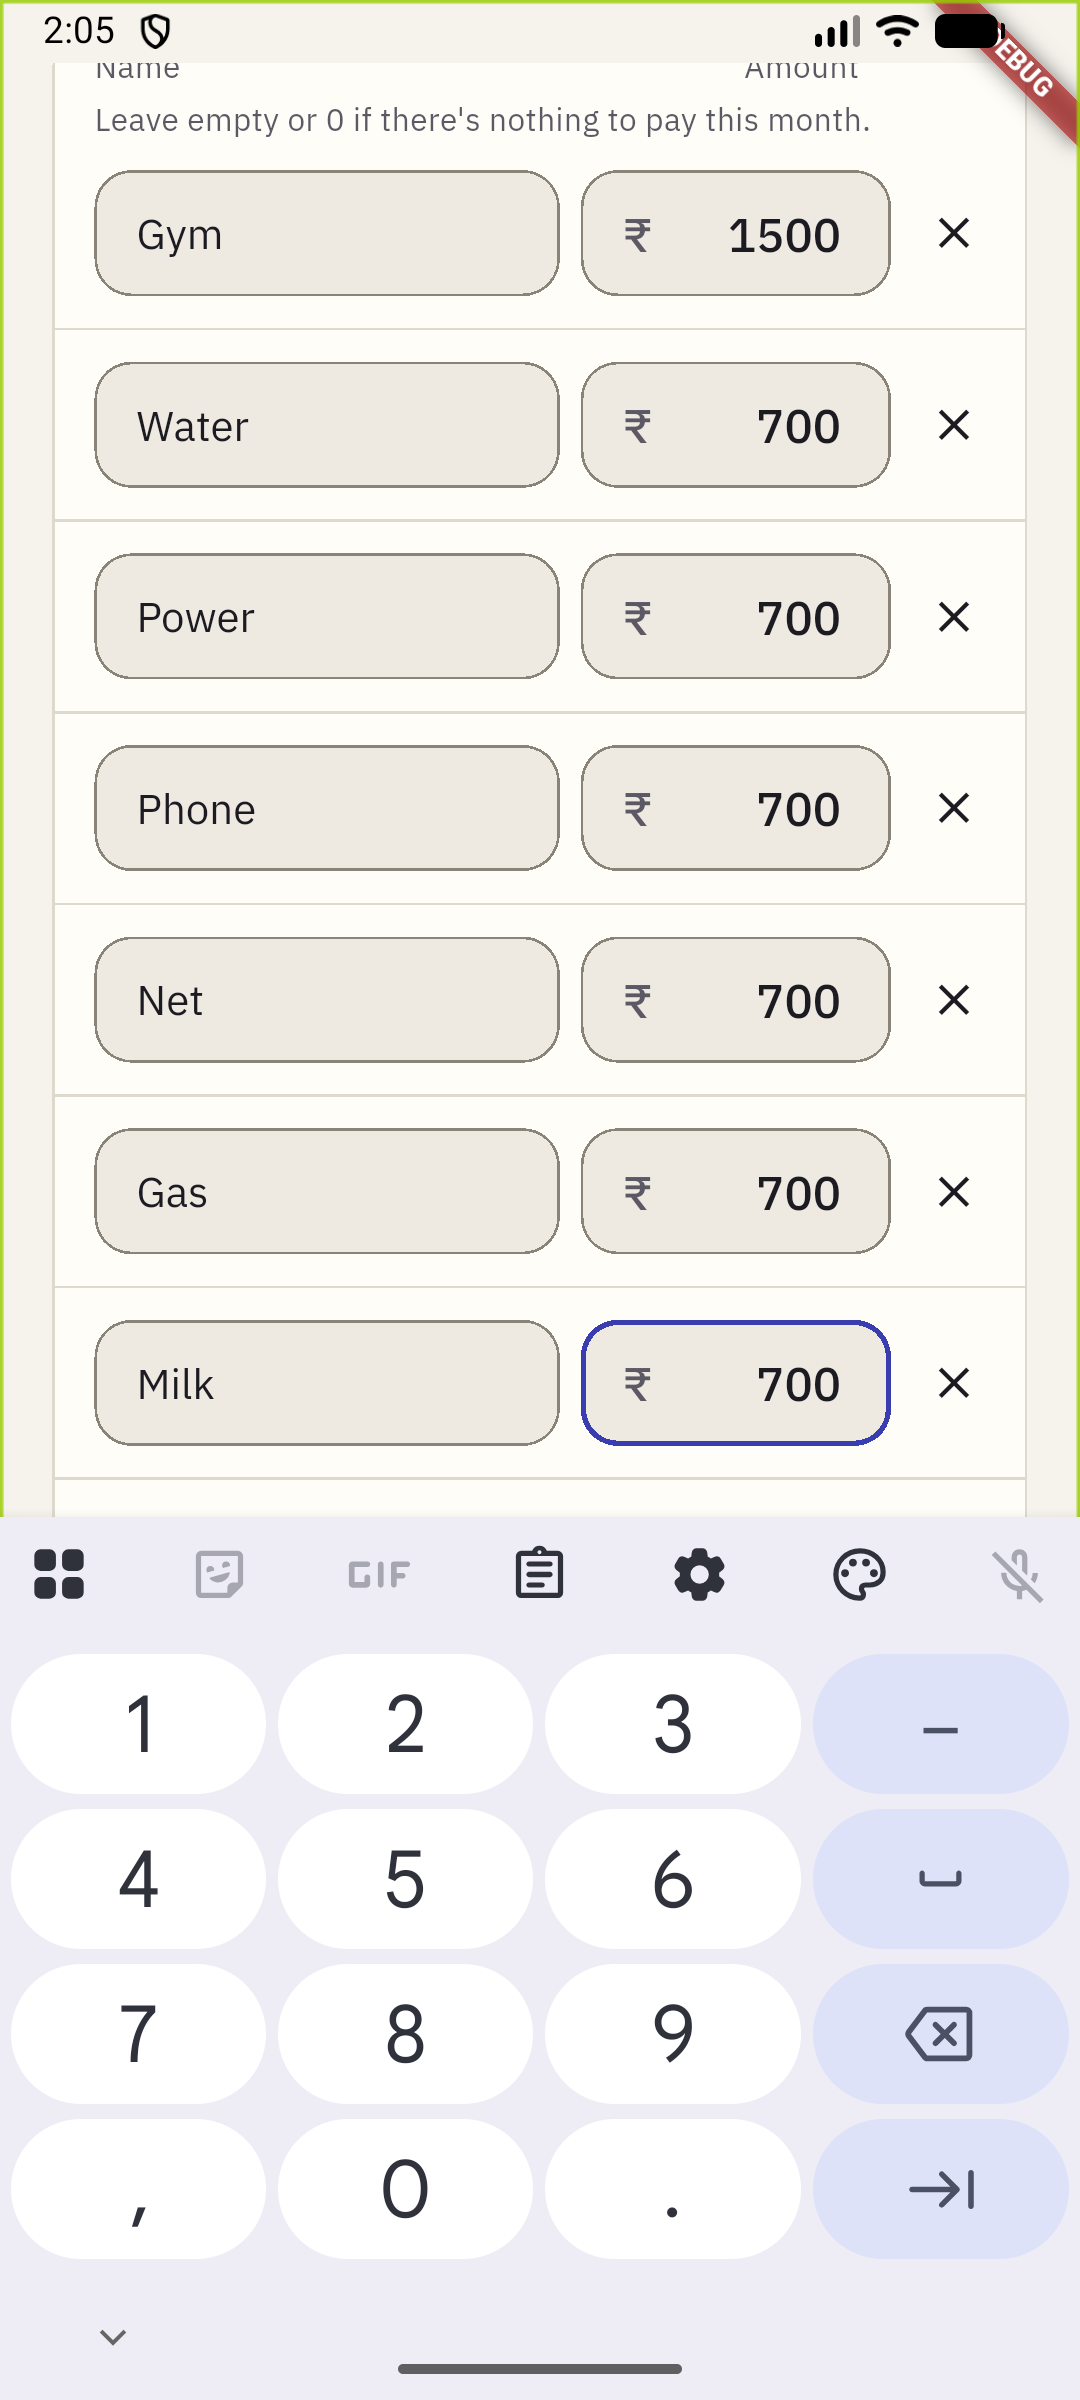 2:05
EBUG
Name Amount
Leave empty or 0 if there's nothing to pay this month.
Gym ₹ 1500
Water ₹ 700
Power ₹ 700
Phone ₹ 700
Net ₹ 700
Gas ₹ 700
Milk ₹ 700
GIF
1 2 3 –
4 5 6
7 8 9
, 0 .